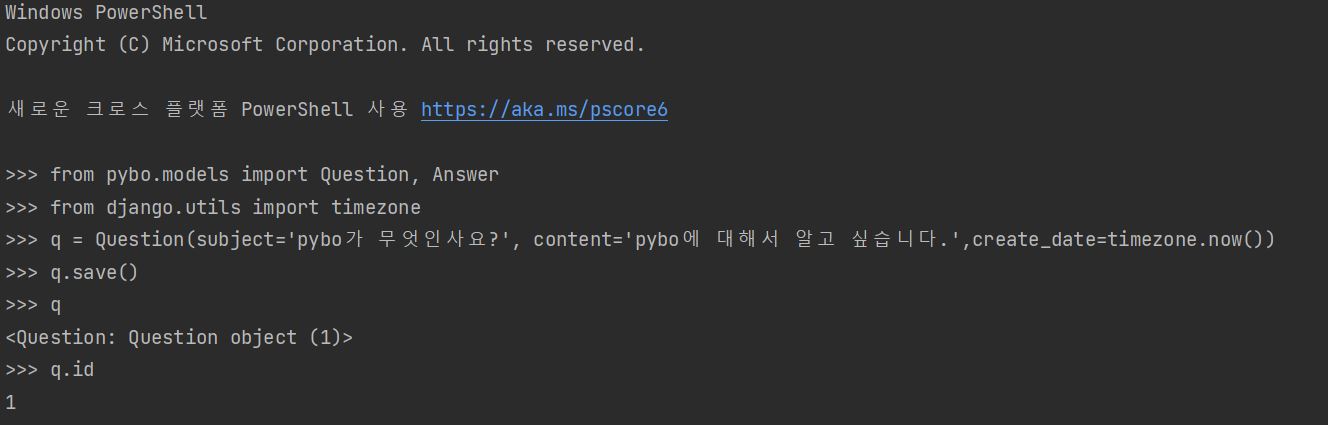 Windows PowerShell
Copyright (C) Microsoft Corporation. All rights reserved.
새로운 크로스 플랫폼 PowerShell 사용 https://aka.ms/pscore6
>>> from pybo.models import Question, Answer
>>> from django.utils import timezone
>>> q = Question(subject='pybo가 무엇인사요?', content='pybo에 대해서 알고 싶습니다.',create_date=timezone.now())
>>> q.save()
>>> q
<Question: Question object (1)>
>>> q.id
1